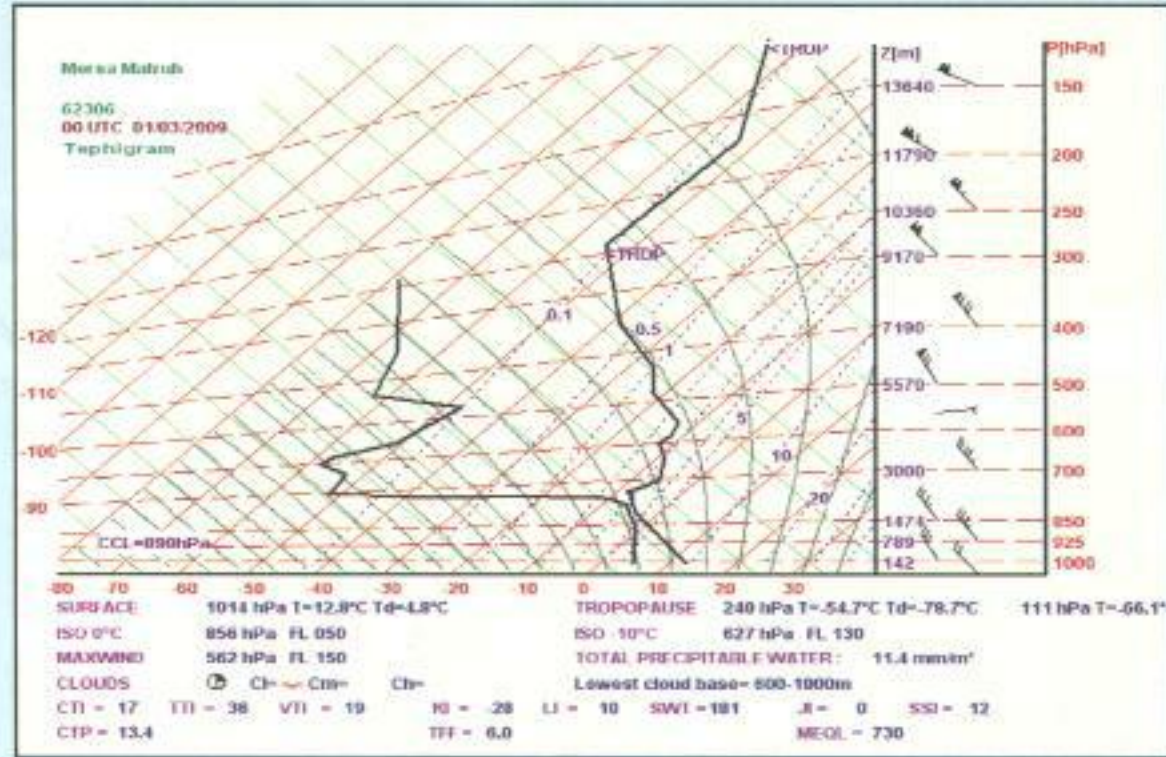 <TROP
Z[m]
P[hPa]
Mersa Matruh
62306
00 UTC 01/03/2009
Tephigram
13640
150
11790
200
10360
250
<TROP
9170
300
0.1
0.5
1
7190
400
-120
5570
500
-110
5
600
-100
10
3000
700
-90
20
1474
850
CCL=890hPa
789
925
142
1000
-80 -70 -60 -50 -40 -30 -20 -10 0 10 20 30
SURFACE 1014 hPa T=12.8°C Td=4.8°C TROPOPAUSE 240 hPa T=-54.7°C Td=-78.7°C 111 hPa T=-66.1°
ISO 0°C 856 hPa FL 050 ISO -10°C 627 hPa FL 130
MAXWIND 562 hPa FL 150 TOTAL PRECIPITABLE WATER : 11.4 mm/m²
CLOUDS Cl= Cm= Ch= Lowest cloud base= 600-1000m
CTI = 17 TTI = 36 VTI = 19 KI = -28 LI = 10 SWI =181 JI = 0 SSI = 12
CTP = 13.4 TFF = 6.0 MEOL = 730